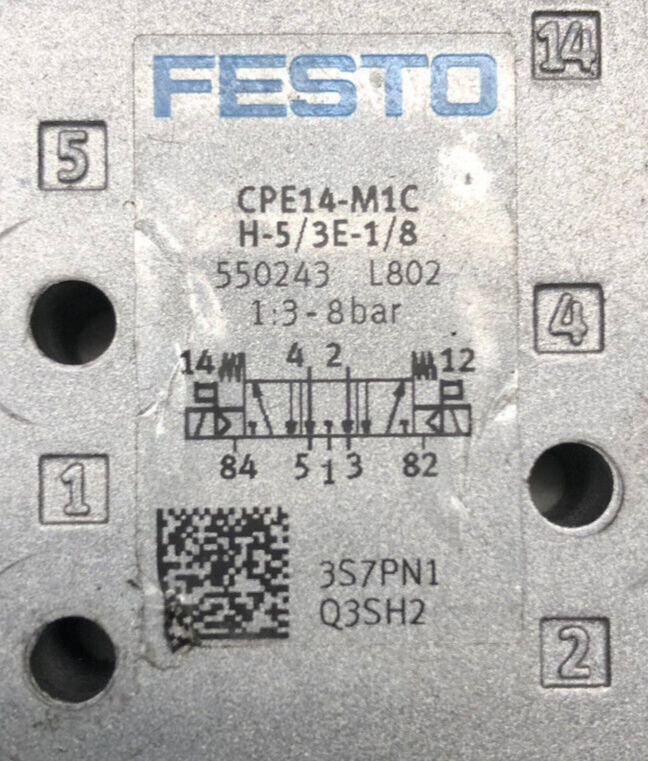 14
FESTO
5
CPE14-M1CH-5/3E-1/8
550243 L802
1:3-8bar
4
14 4 2 12
84 5 1 3 82
1
3S7PN1
Q3SH2
2